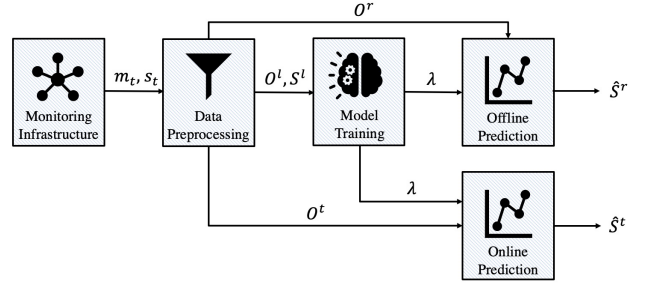 O^r
m_t, s_t
O^l, S^l
λ
Ŝ^r
Monitoring
Infrastructure
Data
Preprocessing
Model
Training
Offline
Prediction
λ
O^t
Ŝ^t
Online
Prediction